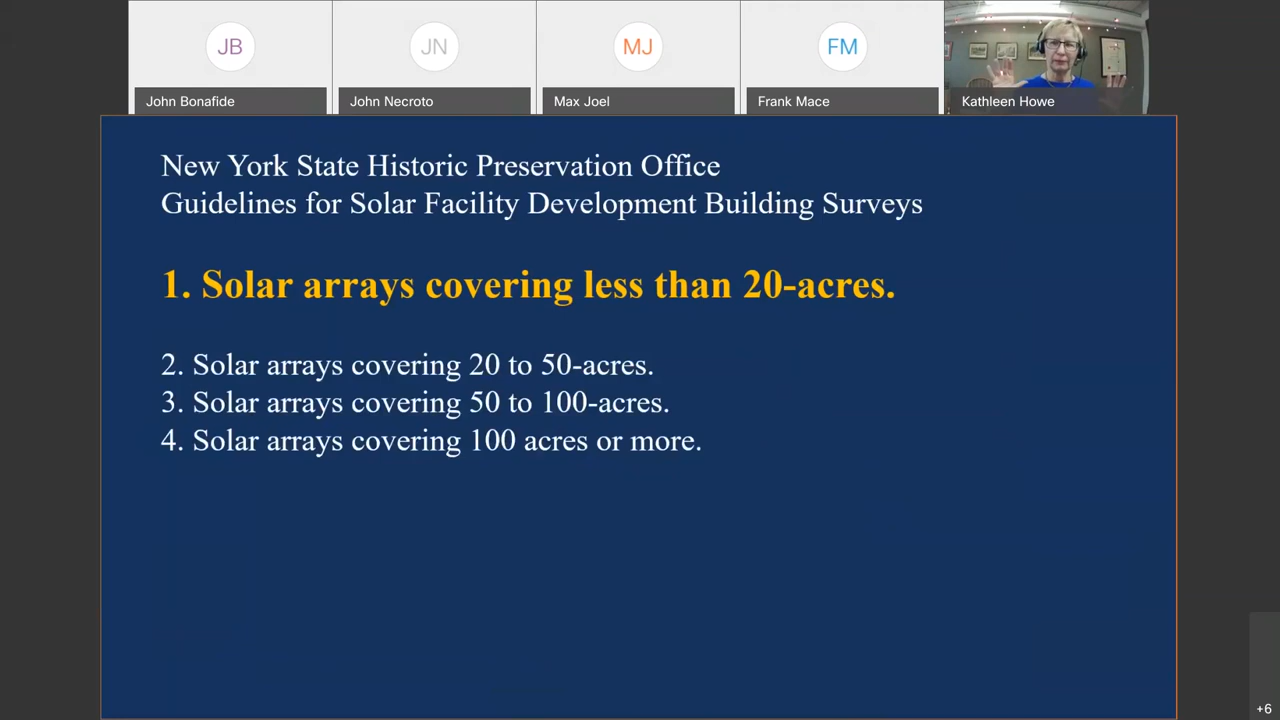 JB
JN
MJ
FM
John Bonafide
John Necroto
Max Joel
Frank Mace
Kathleen Howe
New York State Historic Preservation Office
Guidelines for Solar Facility Development Building Surveys
1. Solar arrays covering less than 20-acres.
2. Solar arrays covering 20 to 50-acres.
3. Solar arrays covering 50 to 100-acres.
4. Solar arrays covering 100 acres or more.
+6